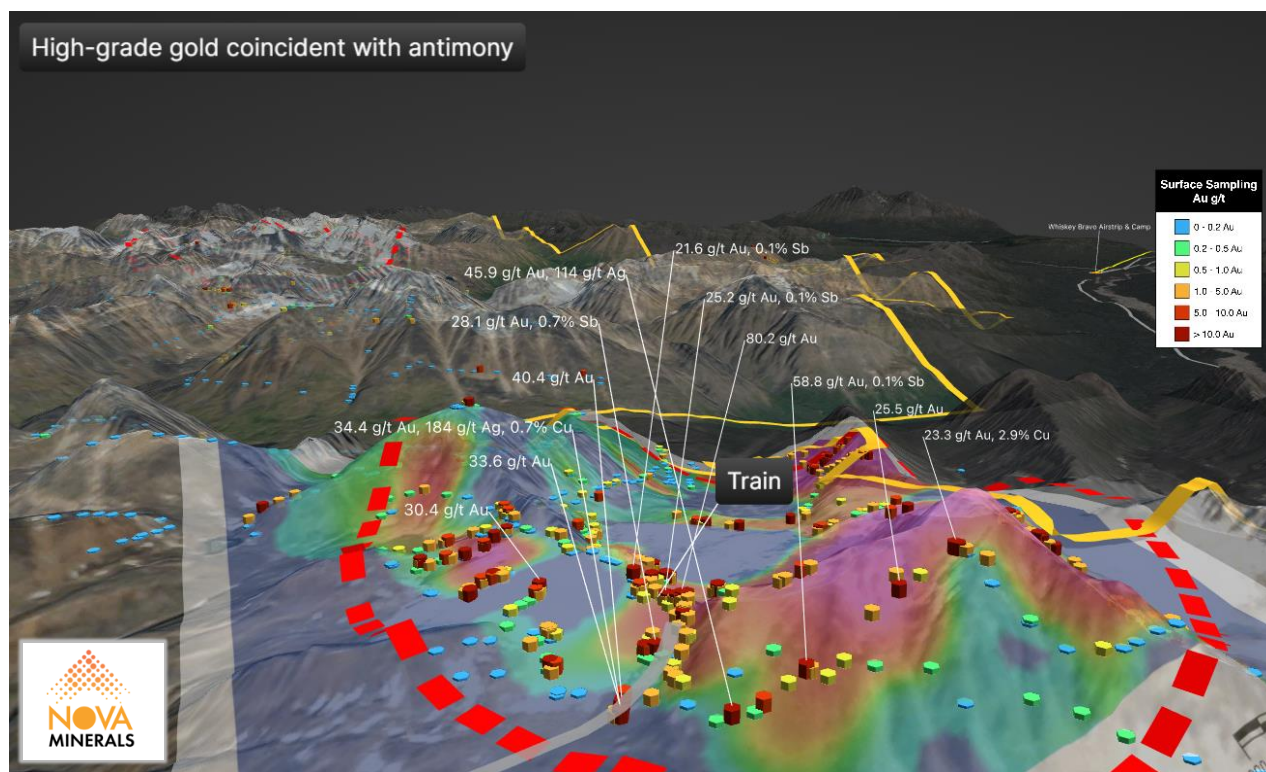 High-grade gold coincident with antimony
Surface Sampling
Au g/t
0 - 0.2 Au
0.2 - 0.5 Au
0.5 - 1.0 Au
1.0 - 5.0 Au
5.0 - 10.0 Au
> 10.0 Au
Whiskey Bravo Airstrip & Camp
21.6 g/t Au, 0.1% Sb
45.9 g/t Au, 114 g/t Ag
25.2 g/t Au, 0.1% Sb
28.1 g/t Au, 0.7% Sb
80.2 g/t Au
40.4 g/t Au
58.8 g/t Au, 0.1% Sb
25.5 g/t Au
34.4 g/t Au, 184 g/t Ag, 0.7% Cu
23.3 g/t Au, 2.9% Cu
33.6 g/t Au
Train
30.4 g/t Au
NOVA
MINERALS